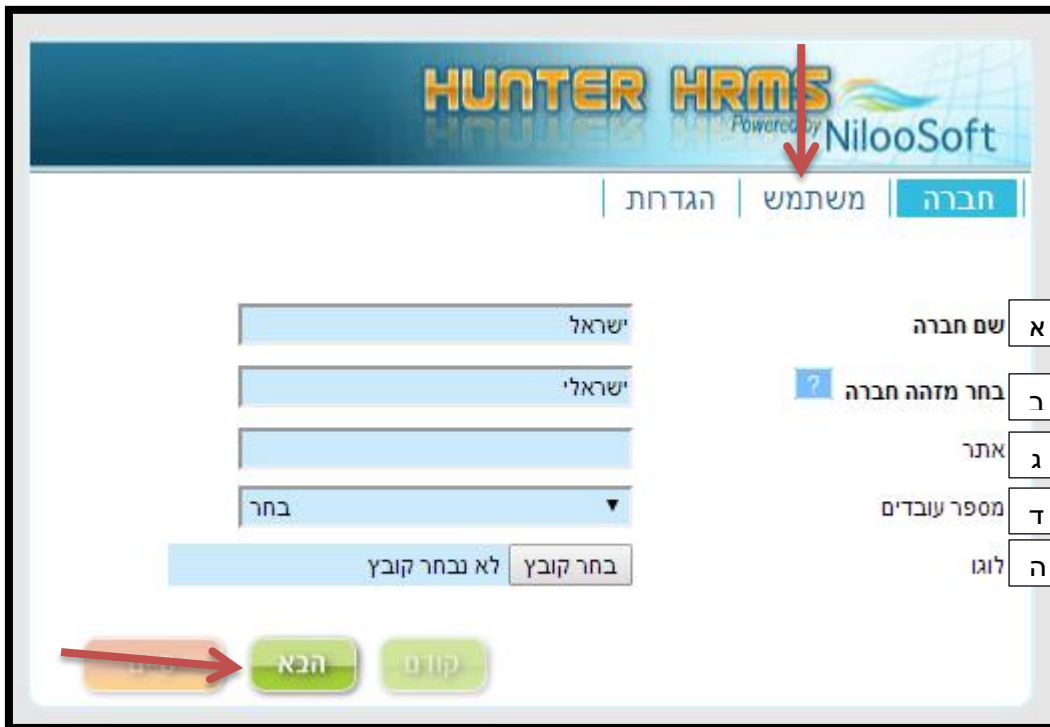 HUNTER HRMS
Powered by NilooSoft
חברה | משתמש | הגדרות
א שם חברה ישראל
ב בחר מזהה חברה ? ישראלי
ג אתר
ד מספר עובדים בחר
ה לוגו בחר קובץ לא נבחר קובץ
קודם הבא